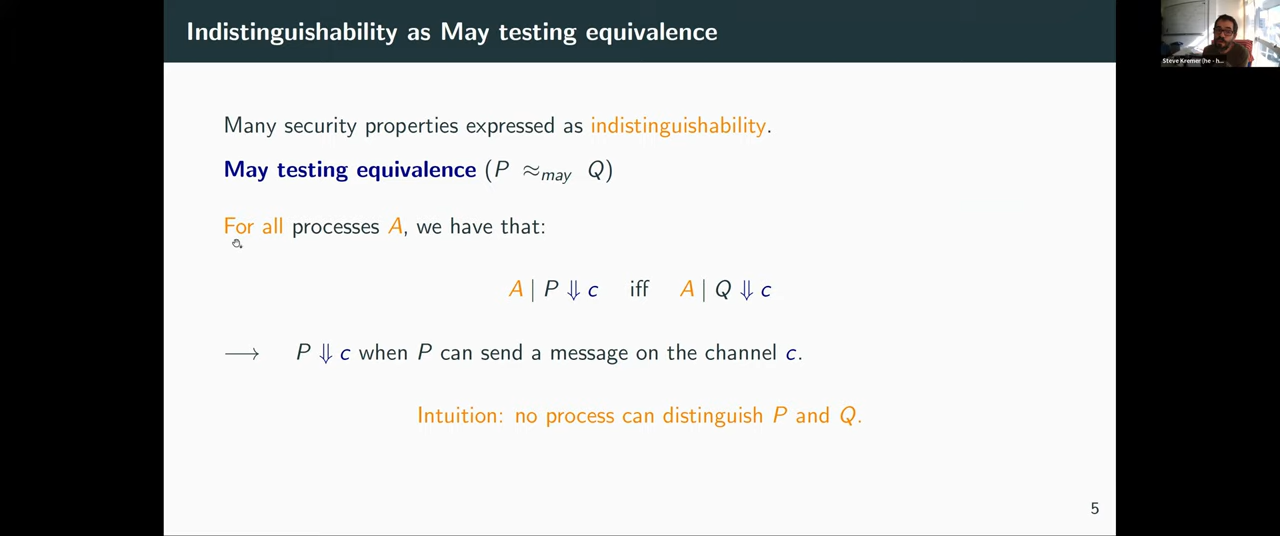 Indistinguishability as May testing equivalence
Steve Kremer (he - h...
Many security properties expressed as indistinguishability.
May testing equivalence (P ≈may Q)
For all processes A, we have that:
A | P ⇓ c iff A | Q ⇓ c
⟶ P ⇓ c when P can send a message on the channel c.
Intuition: no process can distinguish P and Q.
5